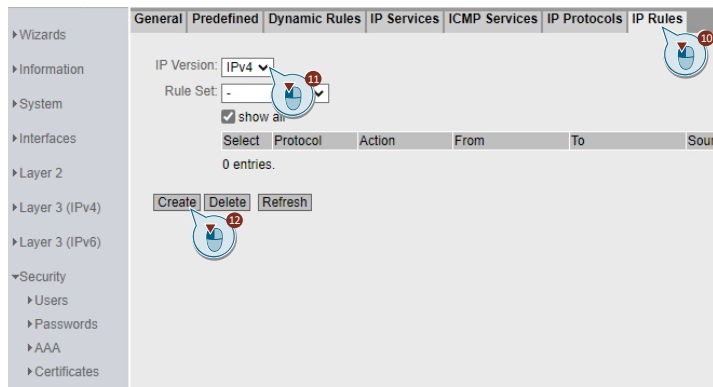 General Predefined Dynamic Rules IP Services ICMP Services IP Protocols IP Rules
10
Wizards
Information
System
Interfaces
Layer 2
Layer 3 (IPv4)
Layer 3 (IPv6)
Security
Users
Passwords
AAA
Certificates
IP Version: IPv4
11
Rule Set: -
show all
Select Protocol Action From To Sour
0 entries.
Create Delete Refresh
12